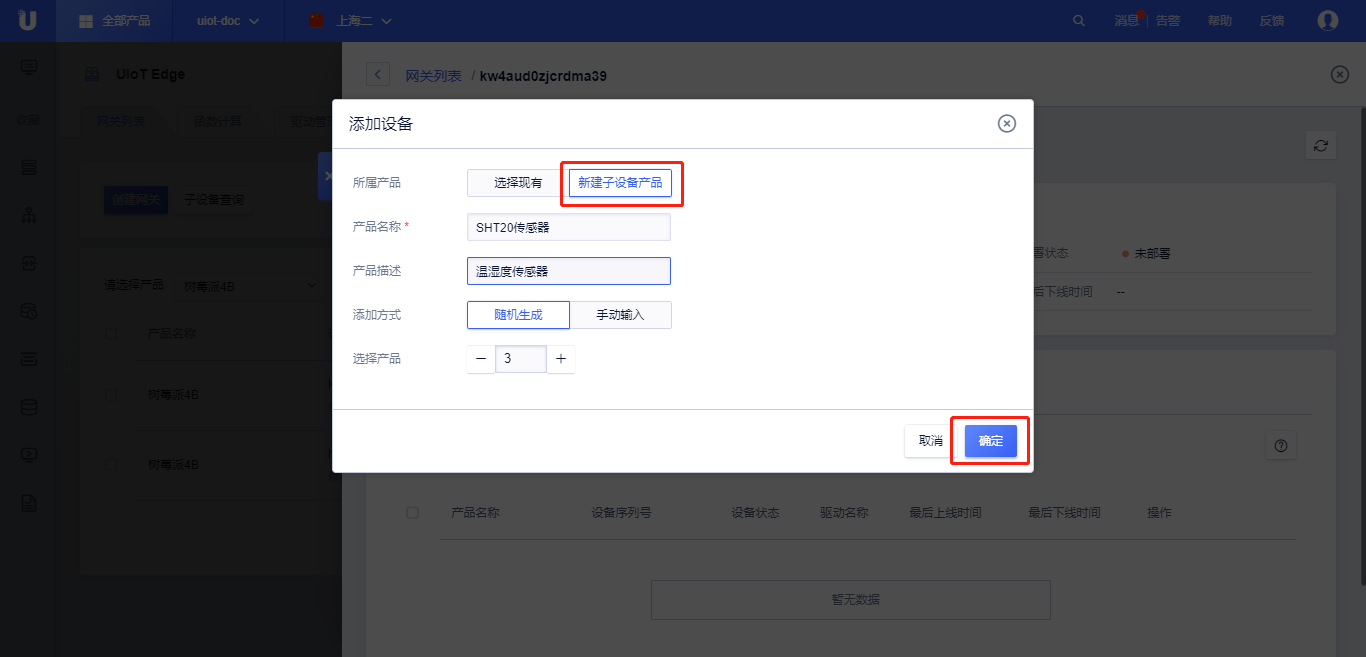 全部产品 uiot-doc 上海二 消息 告警 帮助 反馈
UIoT Edge
网关列表 / kw4aud0zjcrdma39
收藏
网关列表 函数计算
创建网关 子设备查询
请选择产品 树莓派4B
产品名称
树莓派4B
树莓派4B
添加设备
所属产品 选择现有 新建子设备产品
产品名称 * SHT20传感器
产品描述 温湿度传感器
添加方式 随机生成 手动输入
选择产品 — 3 +
取消 确定
署状态 未部署
后下线时间 --
产品名称 设备序列号 设备状态 驱动名称 最后上线时间 最后下线时间 操作
暂无数据